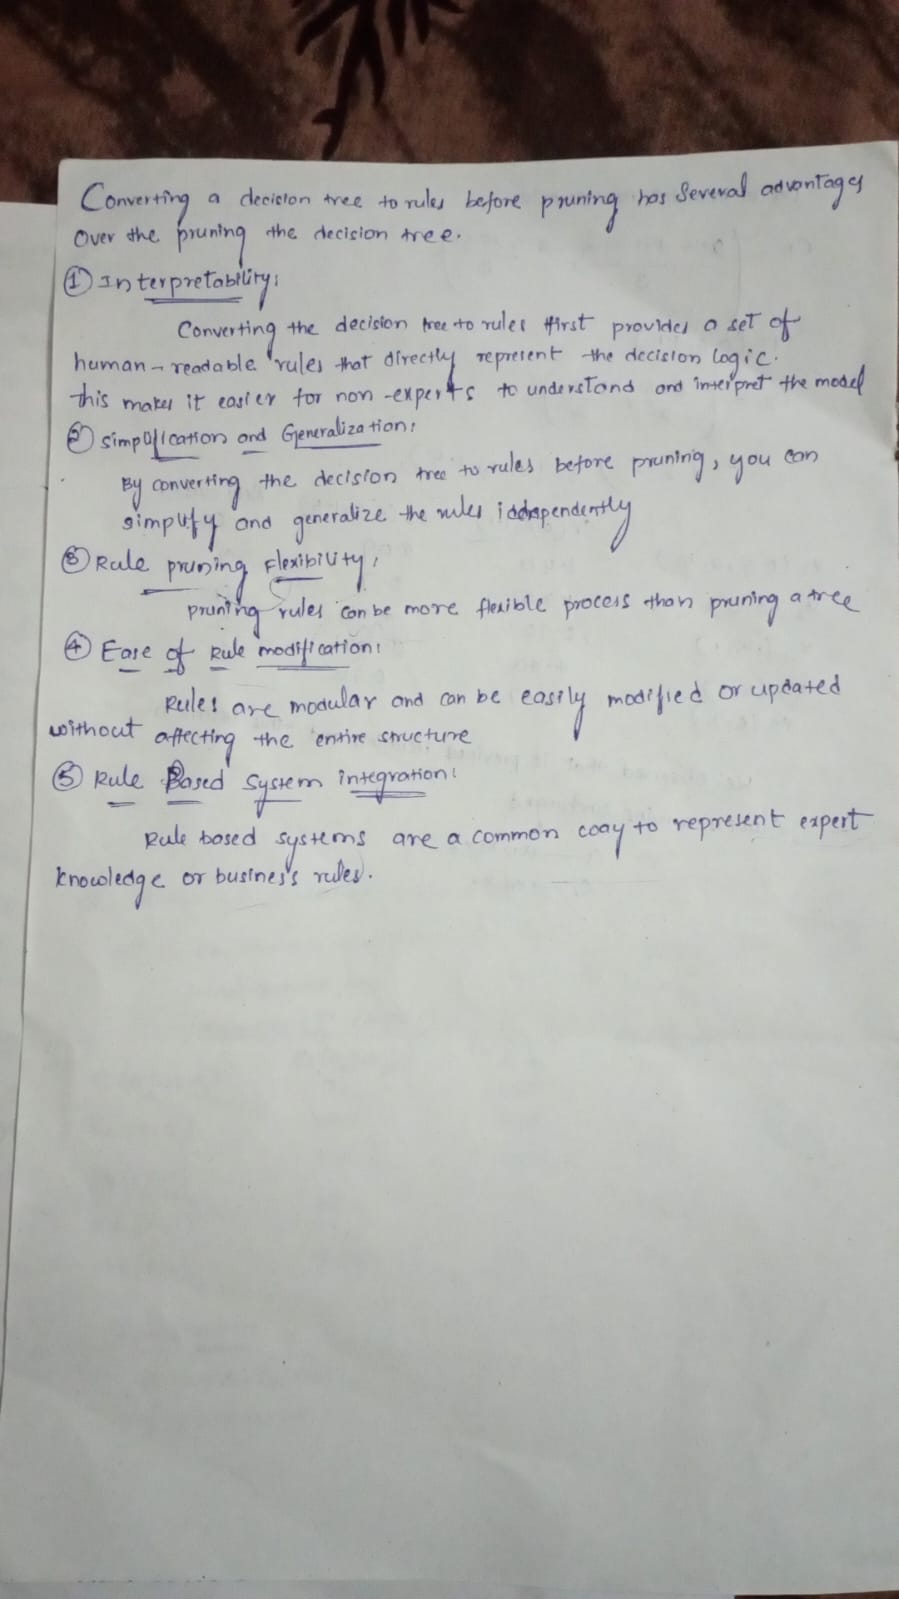 Converting a decision tree to rules before pruning has several advantages
over the pruning the decision tree.
① Interpretability:
Converting the decision tree to rules first provides a set of
human-readable rules that directly represent the decision logic.
this makes it easier for non-experts to understand and interpret the model
② Simplification and Generalization:
By converting the decision tree to rules before pruning, you can
simplify and generalize the rules independently
③ Rule pruning Flexibility:
pruning rules can be more flexible process than pruning a tree
④ Ease of Rule modification:
Rules are modular and can be easily modified or updated
without affecting the entire structure
⑤ Rule Based System integration:
Rule based systems are a common way to represent expert
knowledge or business rules.